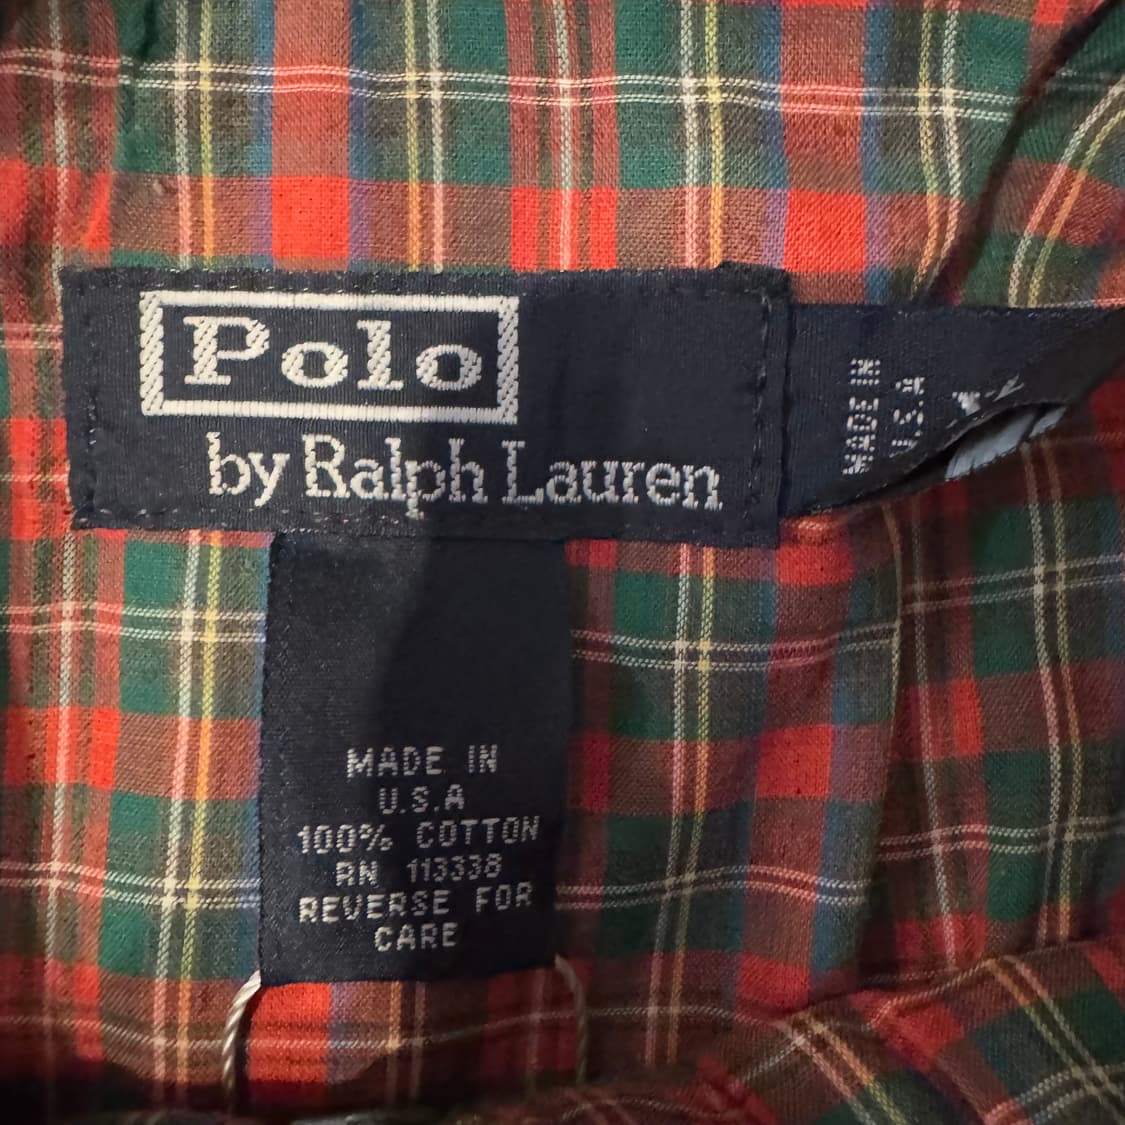 Polo
by Ralph Lauren
MADE IN
U.S.A
MADE IN
U.S.A
100% COTTON
RN 113338
REVERSE FOR
CARE